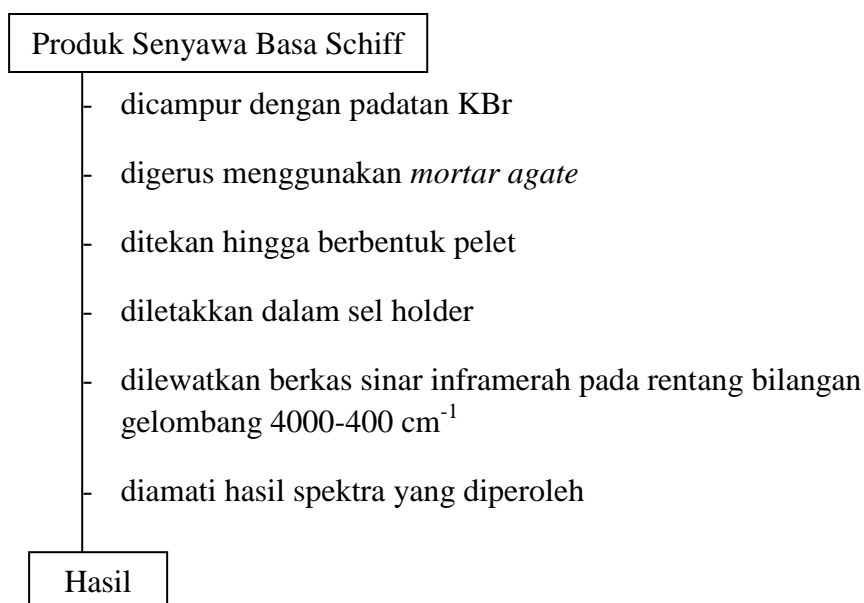 Produk Senyawa Basa Schiff
- dicampur dengan padatan KBr
- digerus menggunakan mortar agate
- ditekan hingga berbentuk pelet
- diletakkan dalam sel holder
- dilewatkan berkas sinar inframerah pada rentang bilangan
gelombang 4000-400 cm⁻¹
- diamati hasil spektra yang diperoleh
Hasil